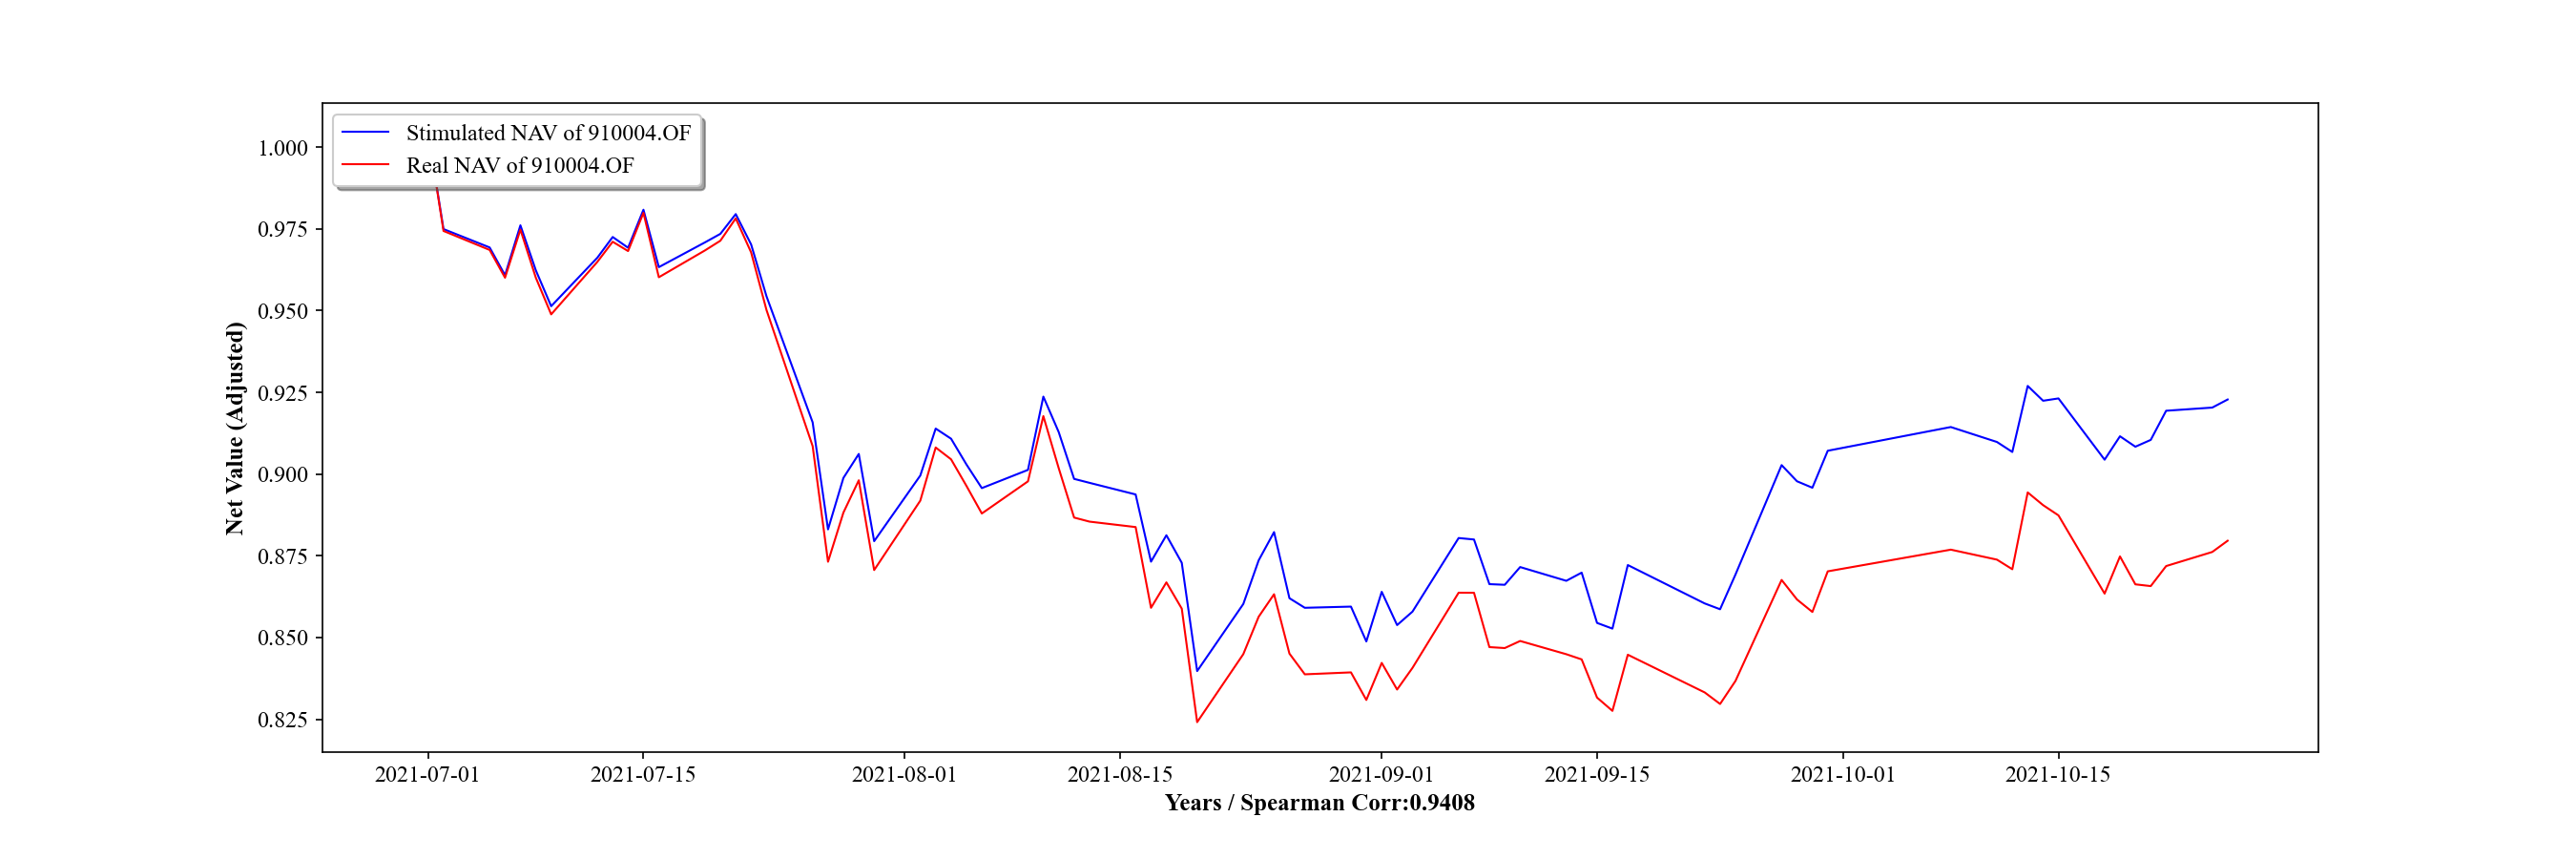 Stimulated NAV of 910004.OF
Real NAV of 910004.OF
1.000
0.975
0.950
0.925
0.900
0.875
0.850
0.825
Net Value (Adjusted)
2021-07-01 2021-07-15 2021-08-01 2021-08-15 2021-09-01 2021-09-15 2021-10-01 2021-10-15
Years / Spearman Corr:0.9408